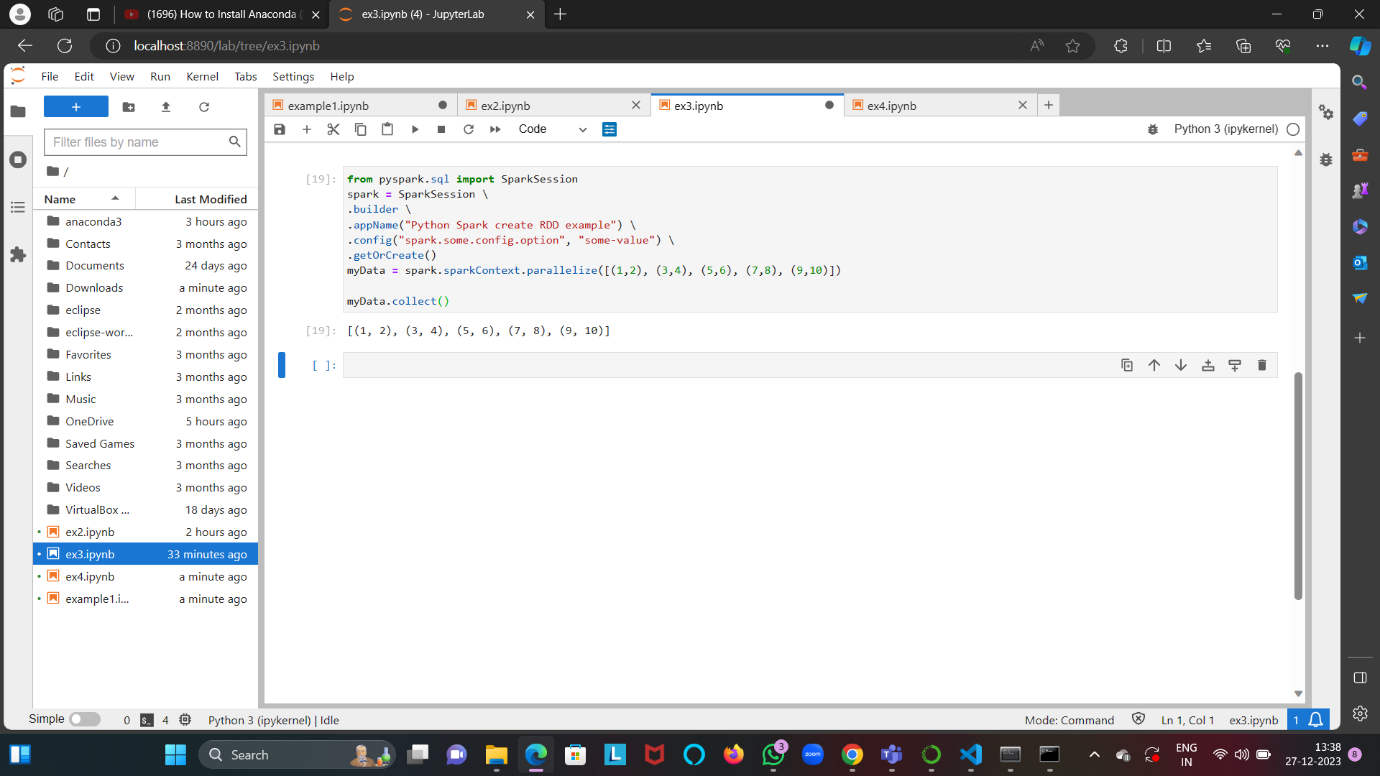 (1696) How to Install Anaconda
ex3.ipynb (4) - JupyterLab
localhost:8890/lab/tree/ex3.ipynb
File Edit View Run Kernel Tabs Settings Help
example1.ipynb
ex2.ipynb
ex3.ipynb
ex4.ipynb
Code
Python 3 (ipykernel)
Filter files by name
/
Name Last Modified
anaconda3 3 hours ago
Contacts 3 months ago
Documents 24 days ago
Downloads a minute ago
eclipse 2 months ago
eclipse-wor... 2 months ago
Favorites 3 months ago
Links 3 months ago
Music 3 months ago
OneDrive 5 hours ago
Saved Games 3 months ago
Searches 3 months ago
Videos 3 months ago
VirtualBox ... 18 days ago
ex2.ipynb 2 hours ago
ex3.ipynb 33 minutes ago
ex4.ipynb a minute ago
example1.i... a minute ago
[19]: from pyspark.sql import SparkSession
spark = SparkSession \
.builder \
.appName("Python Spark create RDD example") \
.config("spark.some.config.option", "some-value") \
.getOrCreate()
myData = spark.sparkContext.parallelize([(1,2), (3,4), (5,6), (7,8), (9,10)])
myData.collect()
[19]: [(1, 2), (3, 4), (5, 6), (7, 8), (9, 10)]
[ ]:
Simple 0 $_ 4 Python 3 (ipykernel) | Idle
Mode: Command Ln 1, Col 1 ex3.ipynb 1
Search
L
3
zoom
ENG
IN
13:38
27-12-2023
8